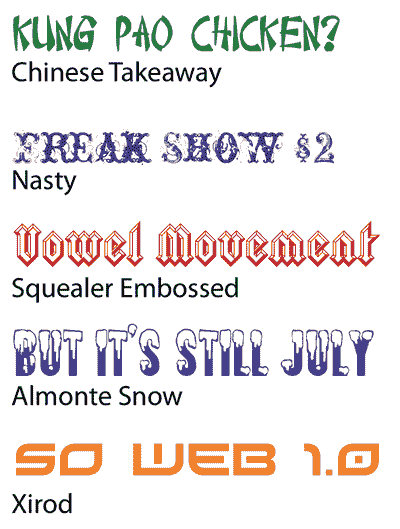 KUNG PAO CHICKEN?
Chinese Takeaway
FREAK SHOW $2
Nasty
Vowel Movement
Squealer Embossed
BUT IT'S STILL JULY
Almonte Snow
SO WEB 1.0
Xirod